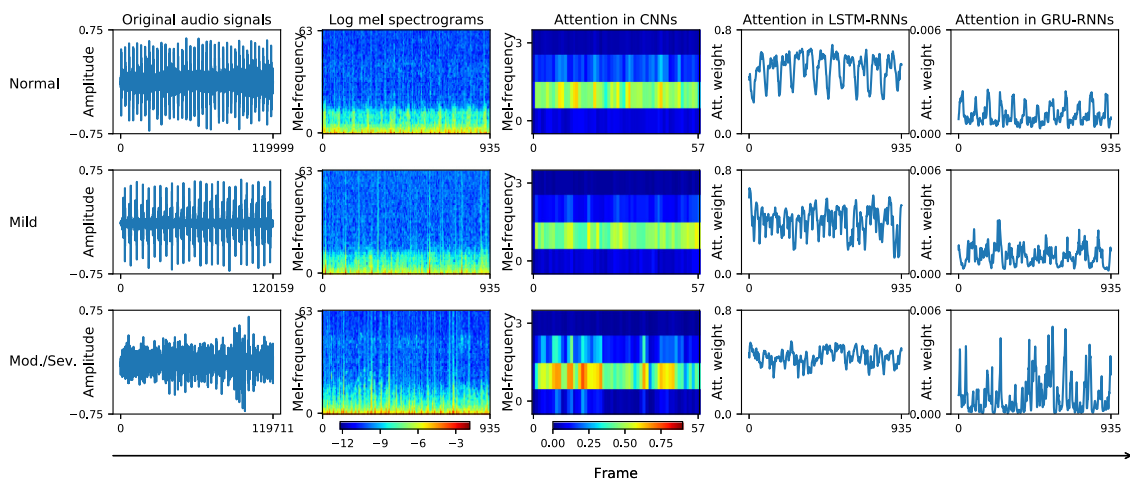 Original audio signals Log mel spectrograms Attention in CNNs Attention in LSTM-RNNs Attention in GRU-RNNs
Normal
Amplitude
0.75
−0.75
0 119999
Mel-frequency
63
0
0 935
Mel-frequency
3
0
0 57
Att. weight
0.8
0.0
0 935
Att. weight
0.006
0.000
0 935
Mild
Amplitude
0.75
−0.75
0 120159
Mel-frequency
63
0
0 935
Mel-frequency
3
0
0 57
Att. weight
0.8
0.0
0 935
Att. weight
0.006
0.000
0 935
Mod./Sev.
Amplitude
0.75
−0.75
0 119711
Mel-frequency
63
0
0 935
−12 −9 −6 −3
Mel-frequency
3
0
0 57
0.00 0.25 0.50 0.75
Att. weight
0.8
0.0
0 935
Att. weight
0.006
0.000
0 935
Frame